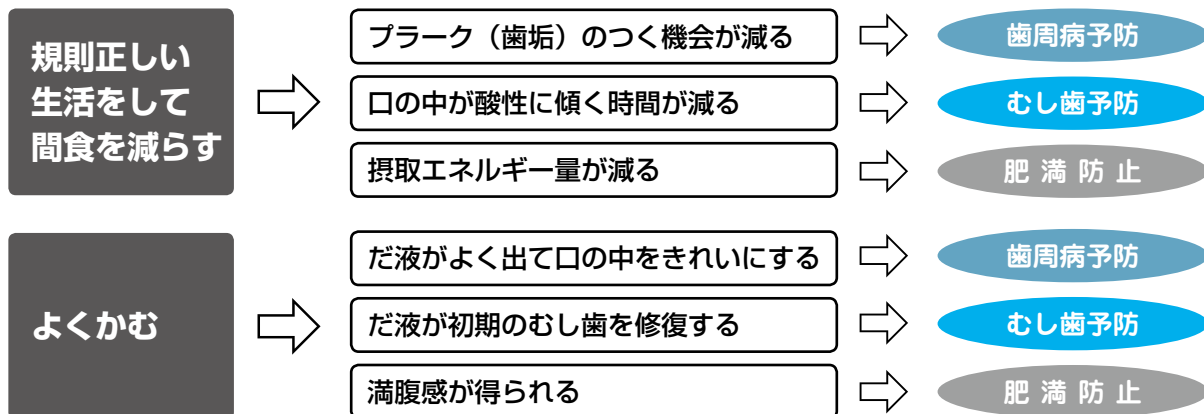 規則正しい
生活をして
間食を減らす
プラーク（歯垢）のつく機会が減る
歯周病予防
口の中が酸性に傾く時間が減る
むし歯予防
摂取エネルギー量が減る
肥満防止
よくかむ
だ液がよく出て口の中をきれいにする
歯周病予防
だ液が初期のむし歯を修復する
むし歯予防
満腹感が得られる
肥満防止